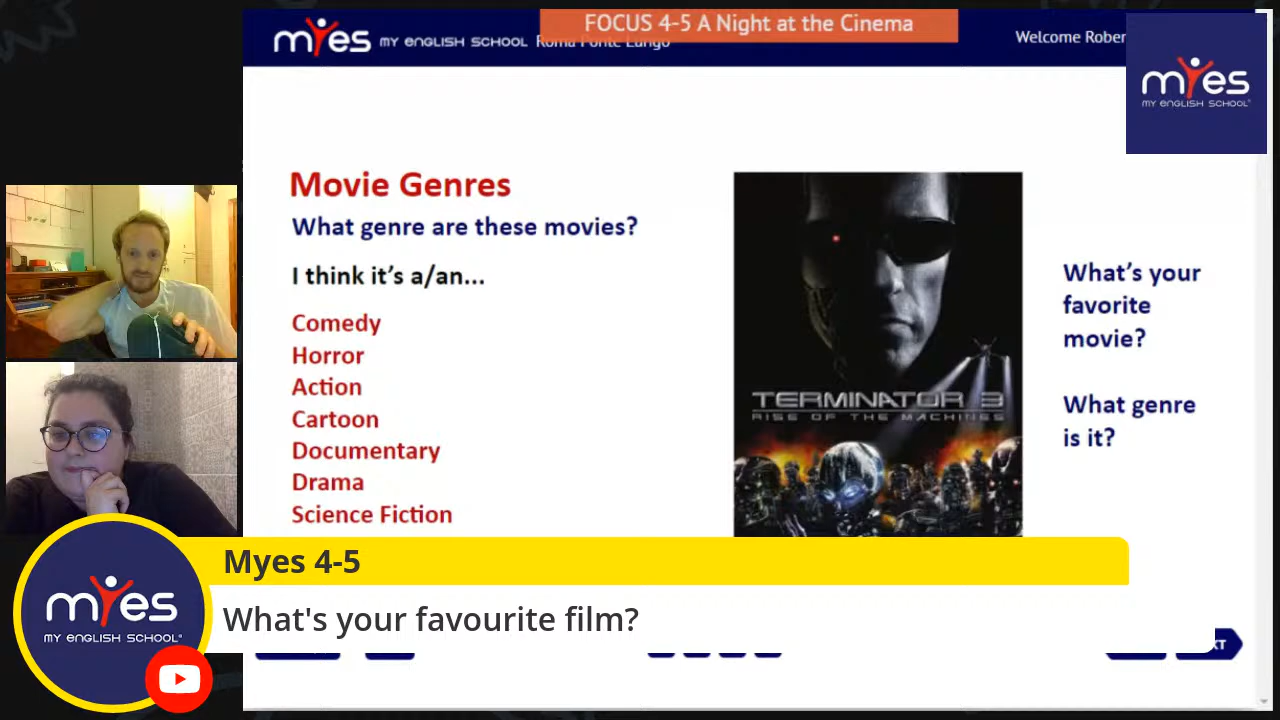 FOCUS 4-5 A Night at the Cinema
myes MY ENGLISH SCHOOL Roma Ponte Lungo
Welcome Rober
myes
MY ENGLISH SCHOOL
Movie Genres
What genre are these movies?
I think it's a/an...
Comedy
Horror
Action
Cartoon
Documentary
Drama
Science Fiction
TERMINATOR 3
RISE OF THE MACHINES
What's your
favorite
movie?
What genre
is it?
Myes 4-5
What's your favourite film?
myes
MY ENGLISH SCHOOL